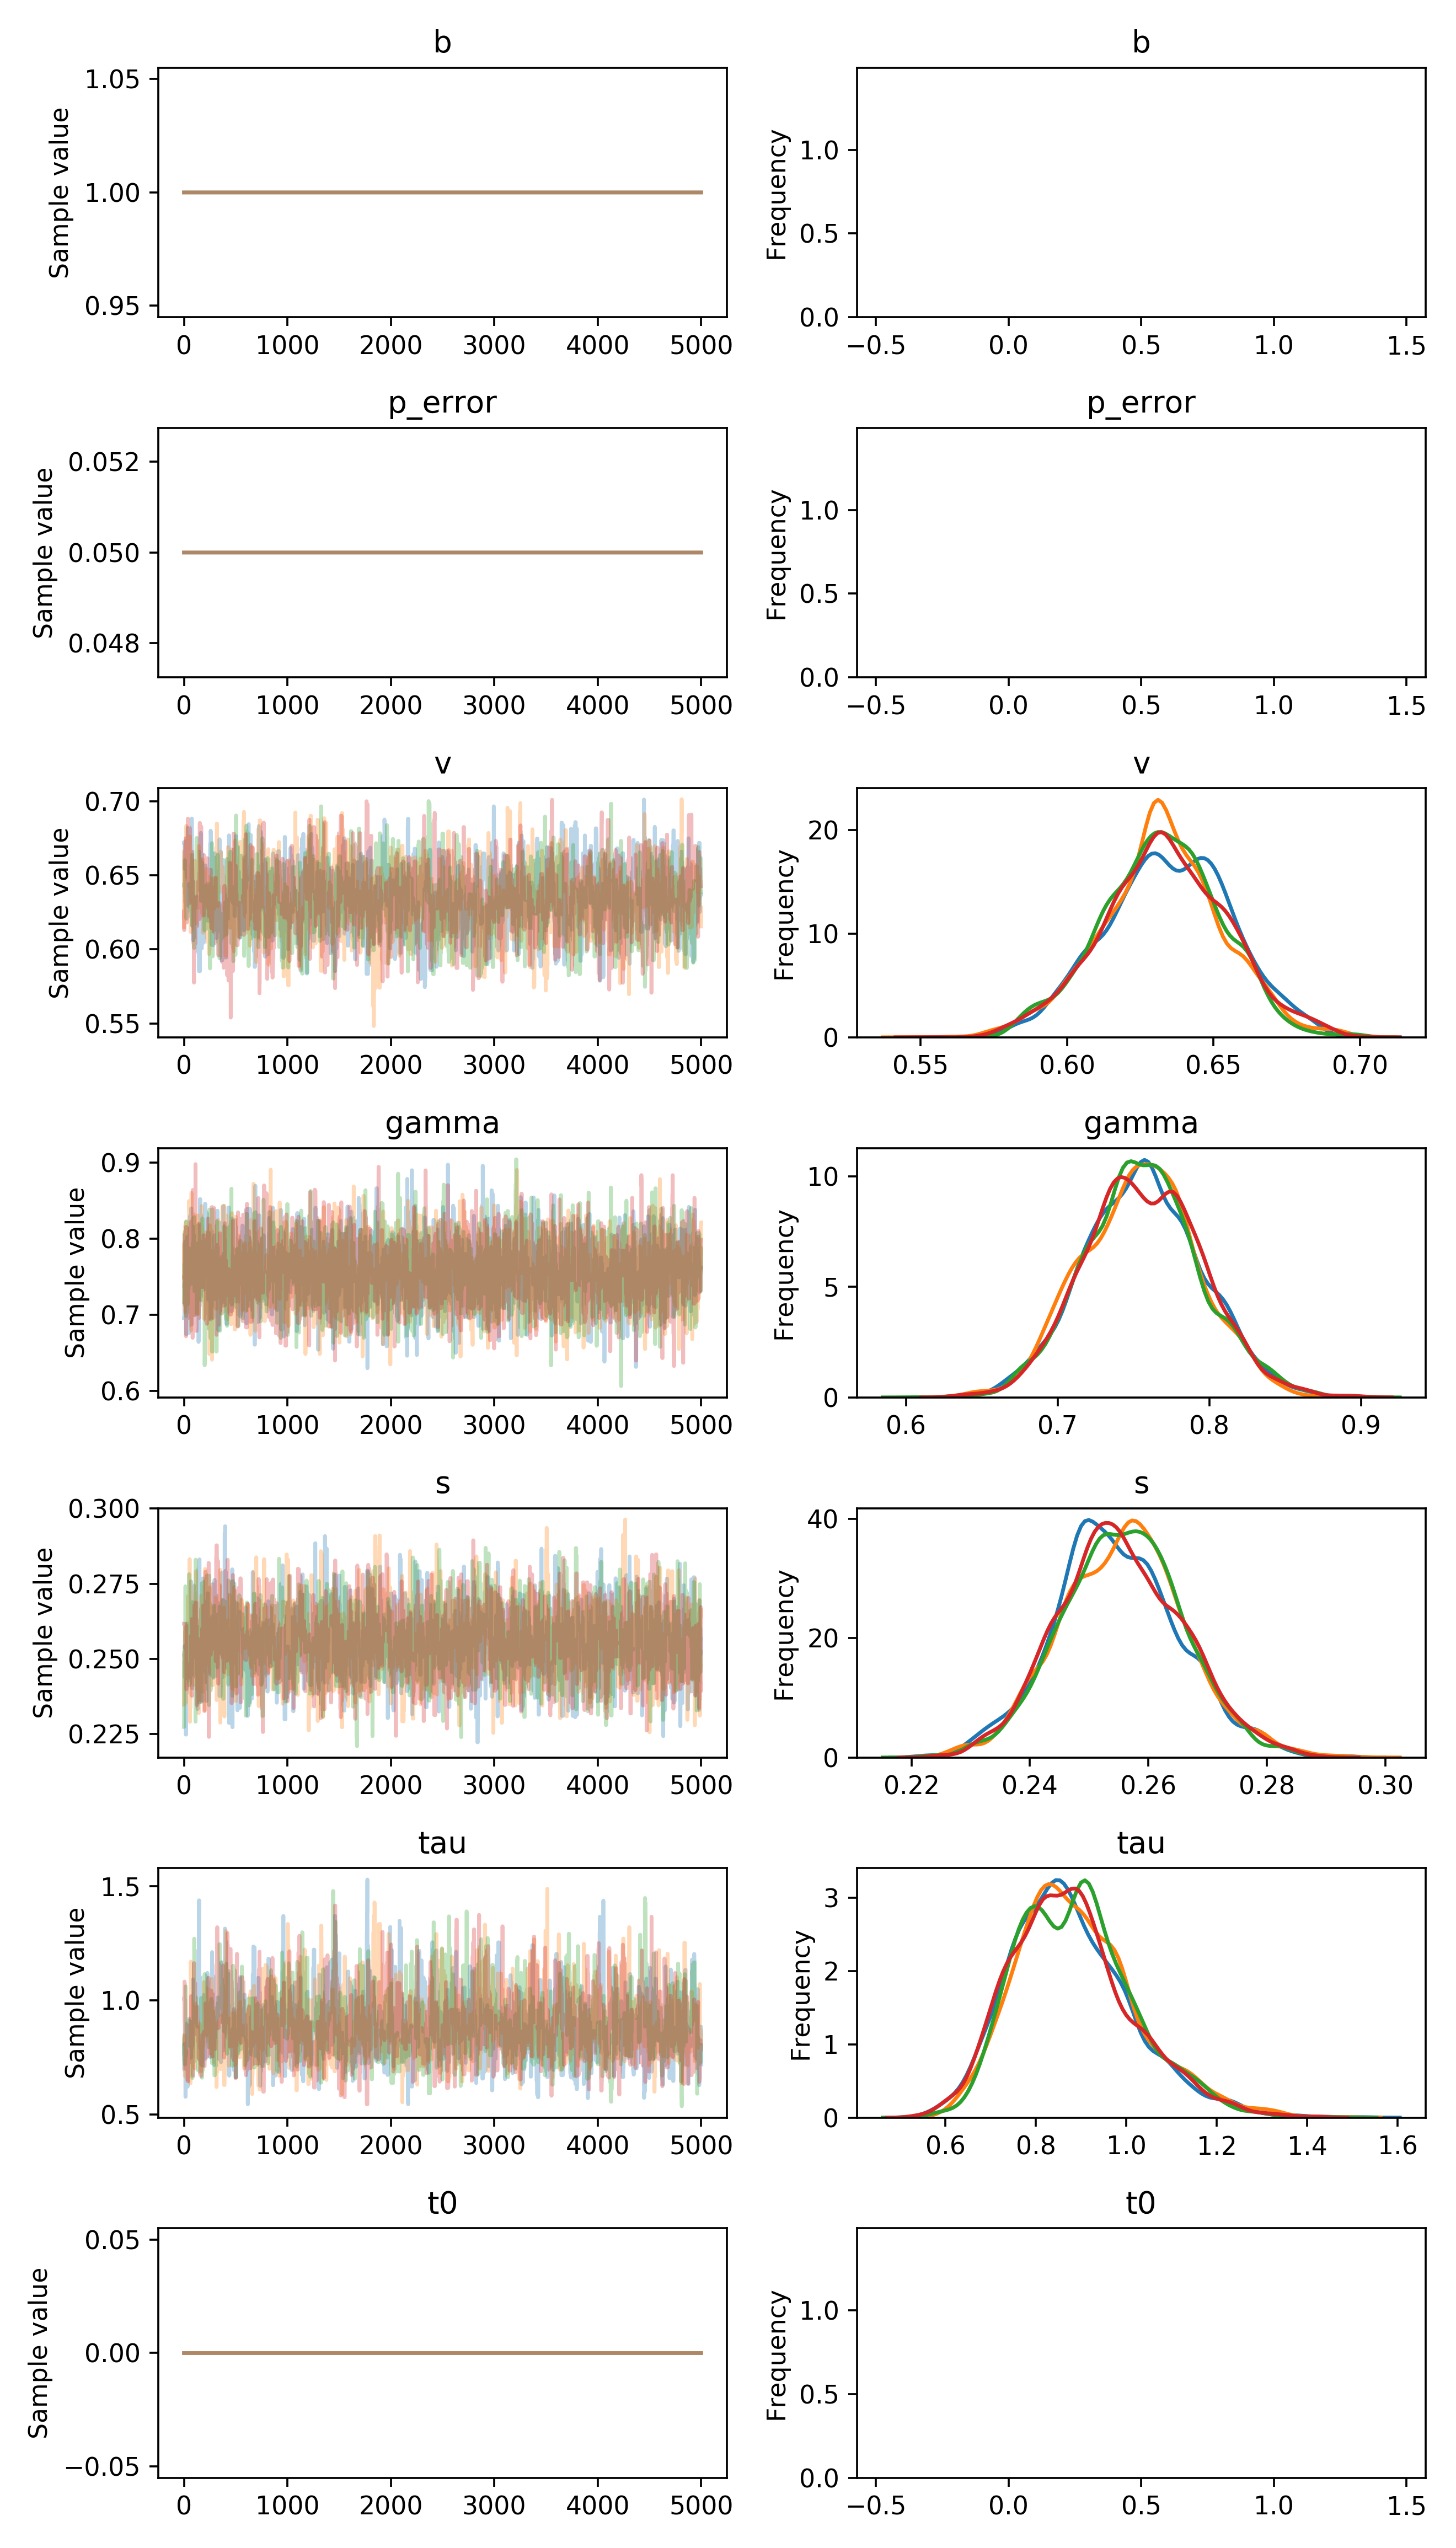 b
b
1.05
1.00
0.95
Sample value
0 1000 2000 3000 4000 5000
1.0
0.5
0.0
Frequency
−0.5 0.0 0.5 1.0 1.5
p_error
p_error
0.052
0.050
0.048
Sample value
0 1000 2000 3000 4000 5000
1.0
0.5
0.0
Frequency
−0.5 0.0 0.5 1.0 1.5
v
v
0.70
0.65
0.60
0.55
Sample value
0 1000 2000 3000 4000 5000
20
10
0
Frequency
0.55 0.60 0.65 0.70
gamma
gamma
0.9
0.8
0.7
0.6
Sample value
0 1000 2000 3000 4000 5000
10
5
0
Frequency
0.6 0.7 0.8 0.9
s
s
0.300
0.275
0.250
0.225
Sample value
0 1000 2000 3000 4000 5000
40
20
0
Frequency
0.22 0.24 0.26 0.28 0.30
tau
tau
1.5
1.0
0.5
Sample value
0 1000 2000 3000 4000 5000
3
2
1
0
Frequency
0.6 0.8 1.0 1.2 1.4 1.6
t0
t0
0.05
0.00
−0.05
Sample value
0 1000 2000 3000 4000 5000
1.0
0.5
0.0
Frequency
−0.5 0.0 0.5 1.0 1.5